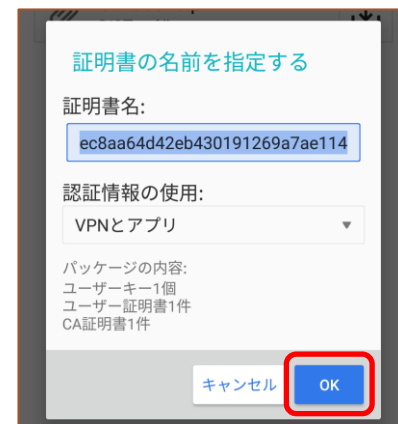 証明書の名前を指定する
証明書名:
ec8aa64d42eb430191269a7ae114
認証情報の使用:
VPNとアプリ
パッケージの内容:
ユーザーキー1個
ユーザー証明書1件
CA証明書1件
キャンセル
OK